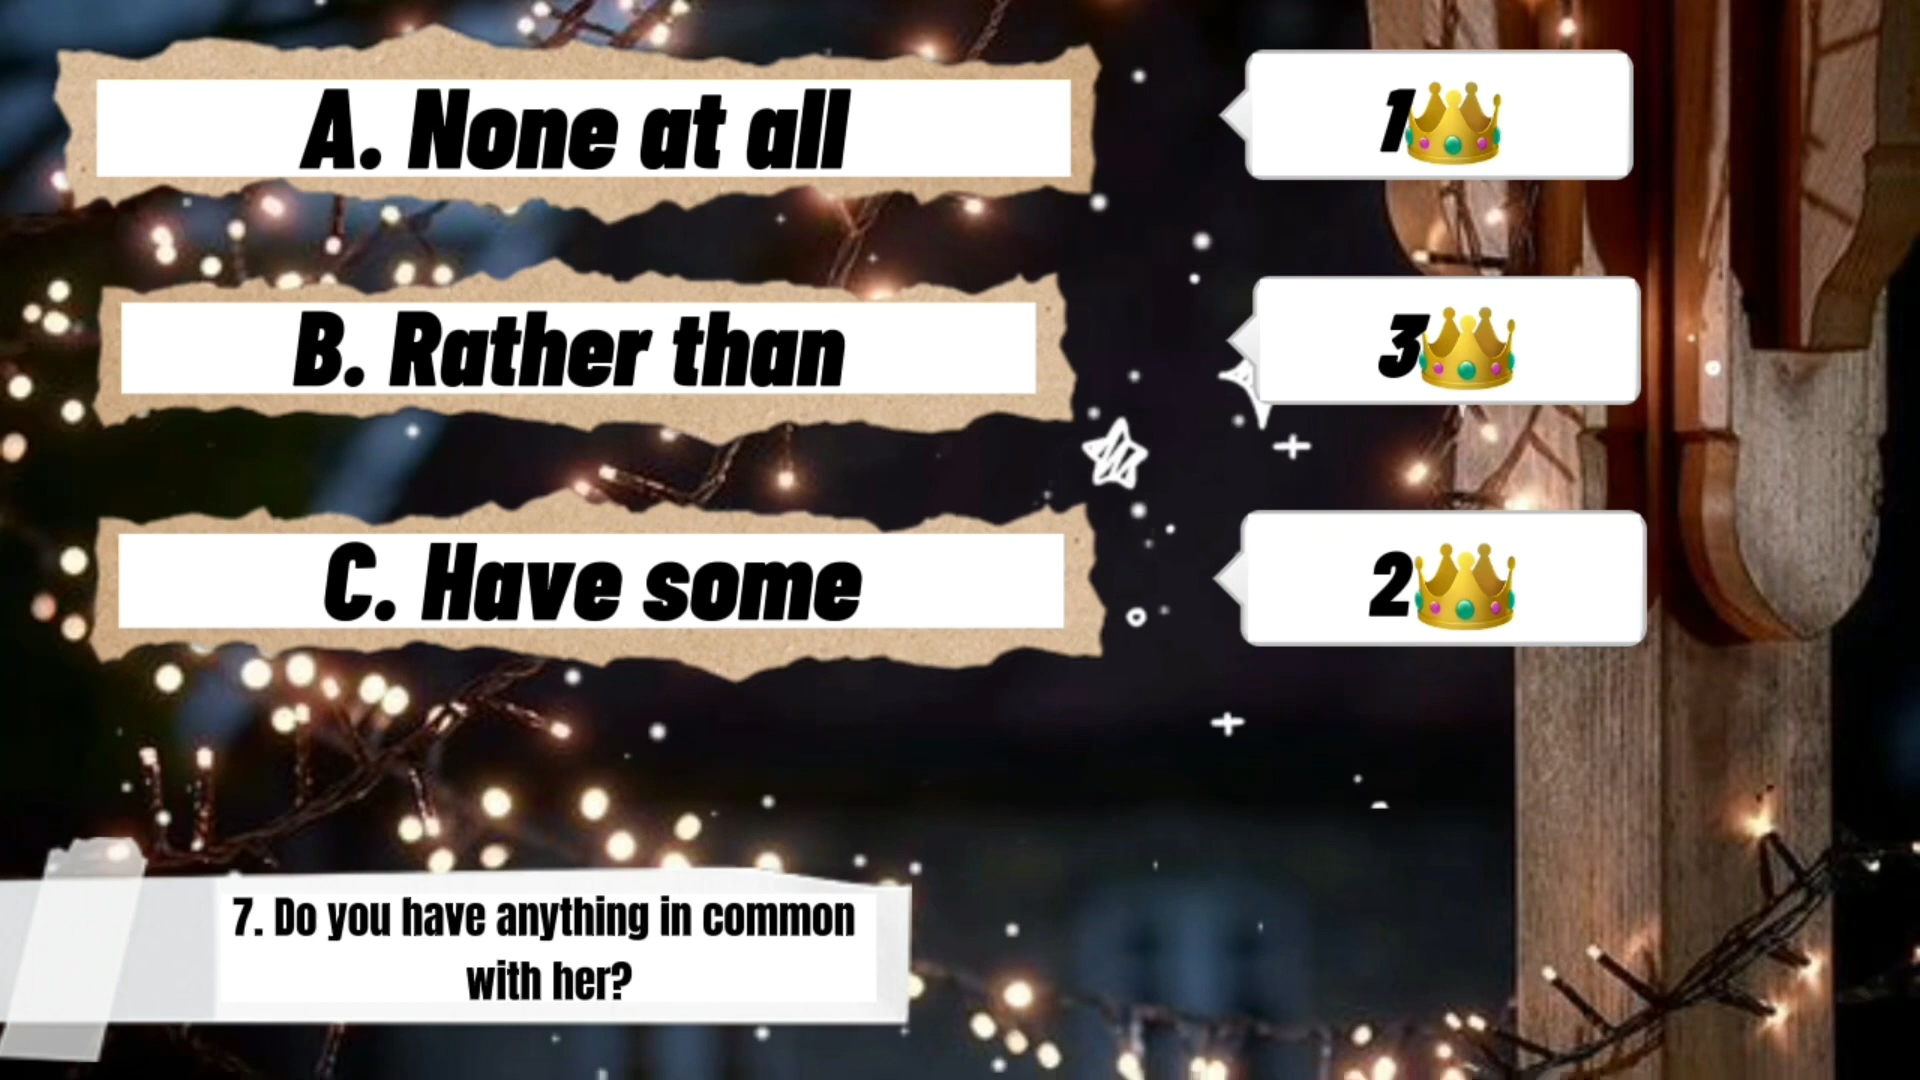 A. None at all
1👑
B. Rather than
3👑
C. Have some
2👑
7. Do you have anything in common
with her?